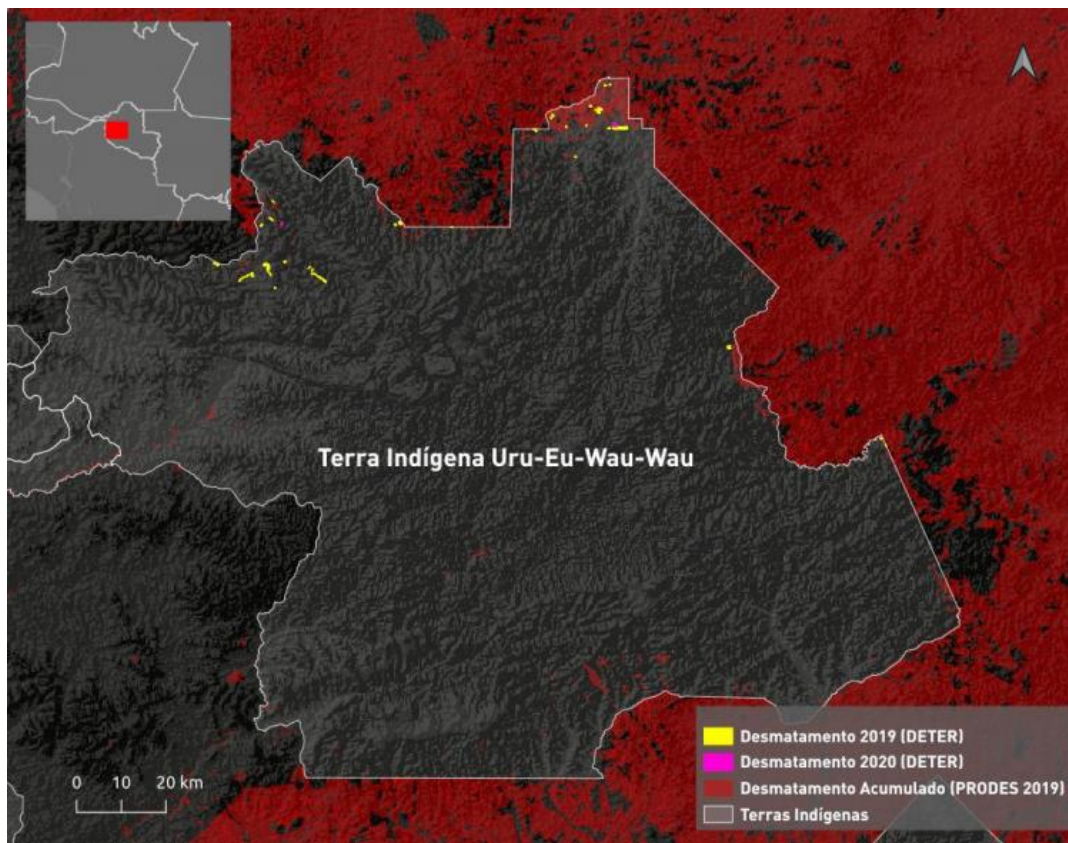 Terra Indígena Uru-Eu-Wau-Wau
Desmatamento 2019 (DETER)
Desmatamento 2020 (DETER)
Desmatamento Acumulado (PRODES 2019)
Terras Indígenas
0 10 20 km